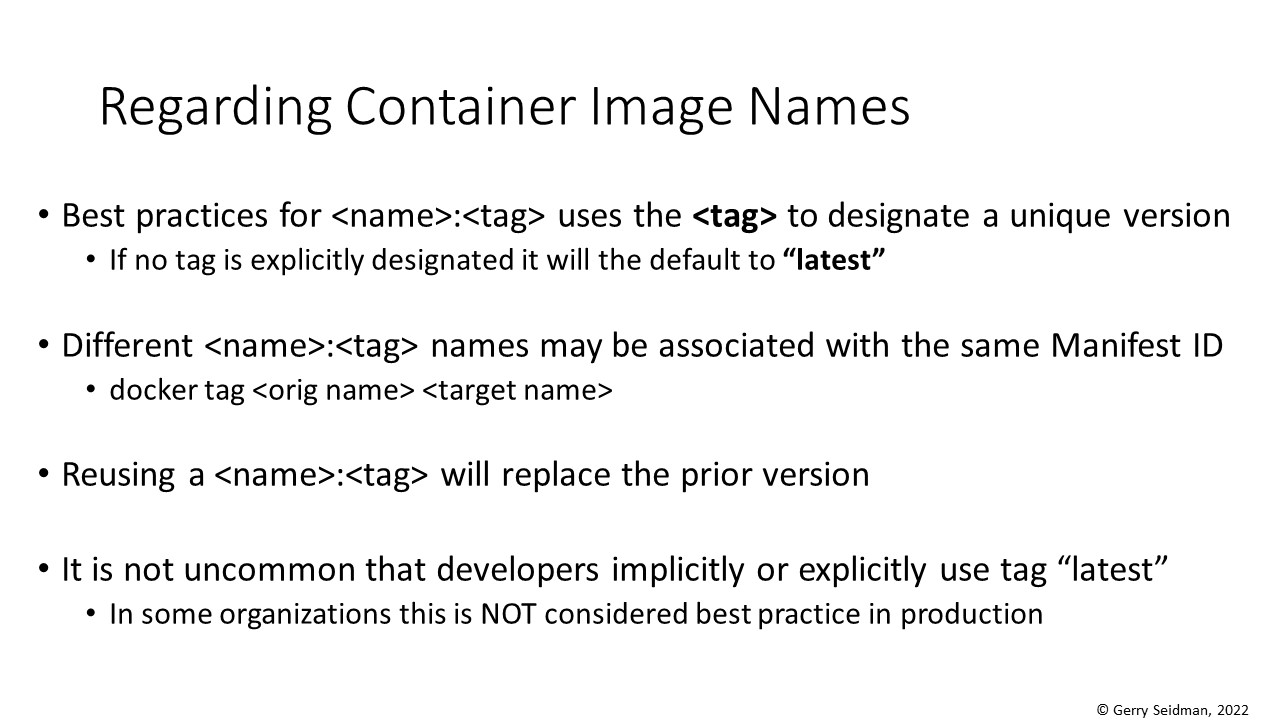 Regarding Container Image Names
• Best practices for <name>:<tag> uses the <tag> to designate a unique version
• If no tag is explicitly designated it will the default to “latest”
• Different <name>:<tag> names may be associated with the same Manifest ID
• docker tag <orig name> <target name>
• Reusing a <name>:<tag> will replace the prior version
• It is not uncommon that developers implicitly or explicitly use tag “latest”
• In some organizations this is NOT considered best practice in production
© Gerry Seidman, 2022